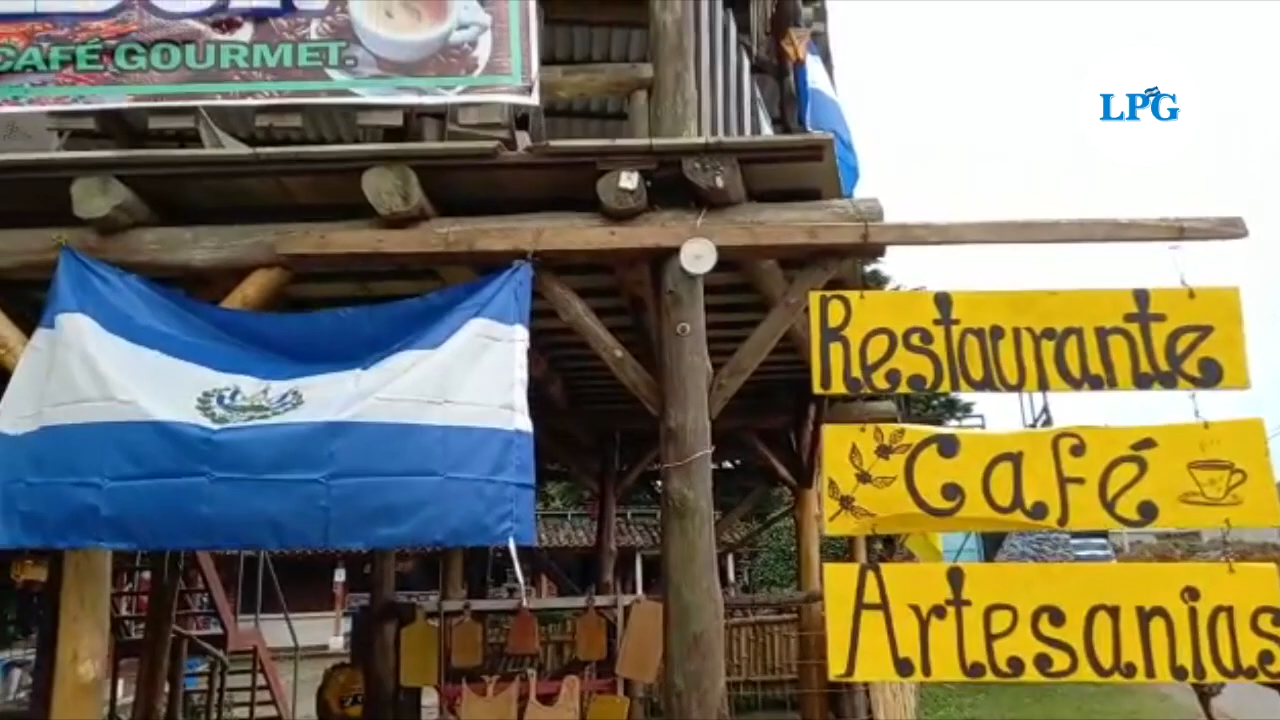 CAFÉ GOURMET.
LPG
Restaurante
Café
Artesanias